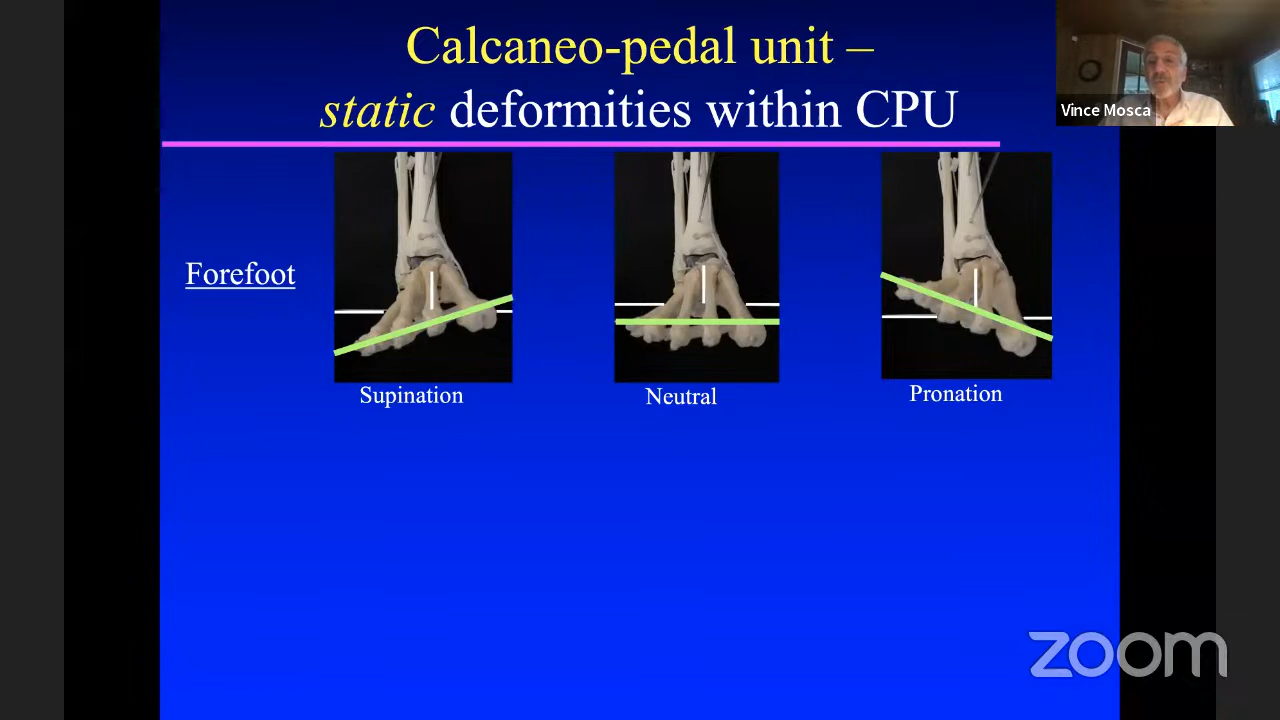 Calcaneo-pedal unit –
static deformities within CPU
Vince Mosca
Forefoot
Supination
Neutral
Pronation
zoom